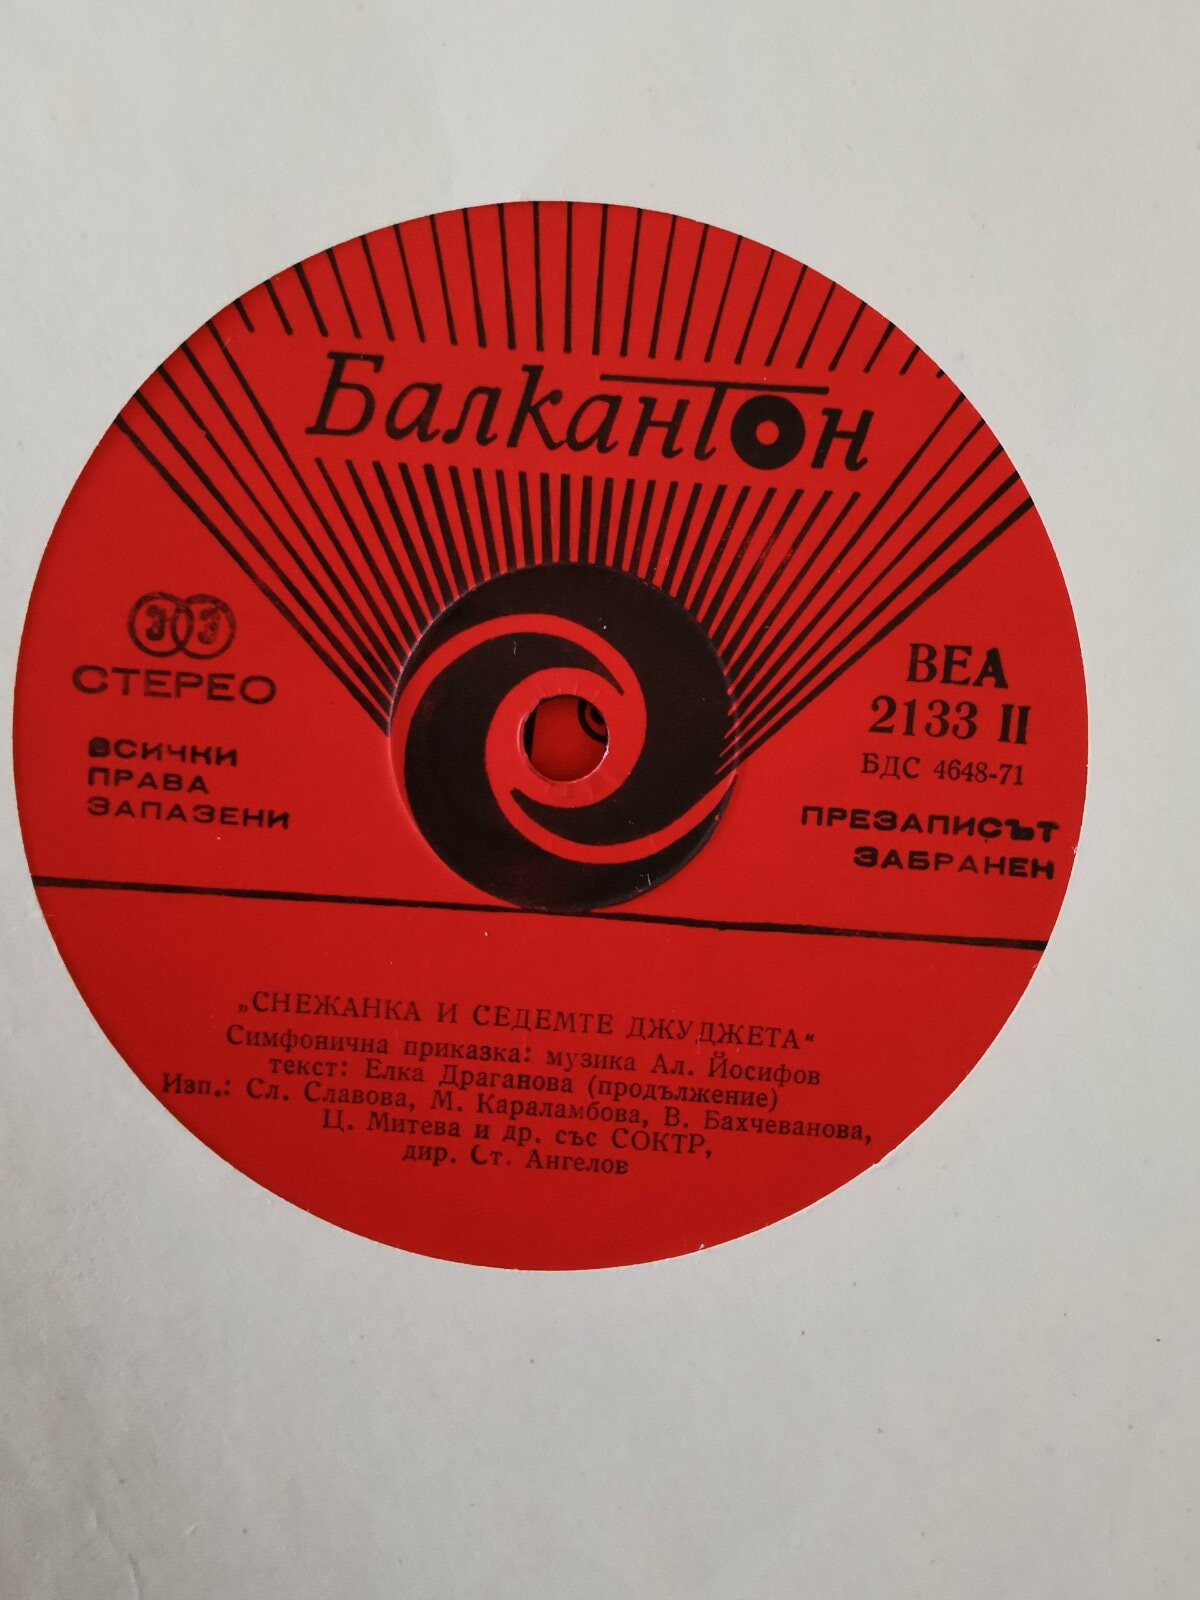 Балкантон
33
СТЕРЕО
ВСИЧКИ
ПРАВА
ЗАПАЗЕНИ
ВЕА
2133 II
БДС 4648-71
ПРЕЗАПИСЪТ
ЗАБРАНЕН
„СНЕЖАНКА И СЕДЕМТЕ ДЖУДЖЕТА“
Симфонична приказка: музика Ал. Йосифов
текст: Елка Драганова (продължение)
Изп.: Сл. Славова, М. Караламбова, В. Бахчеванова,
Ц. Митева и др. със СОКТР,
дир. Ст. Ангелов